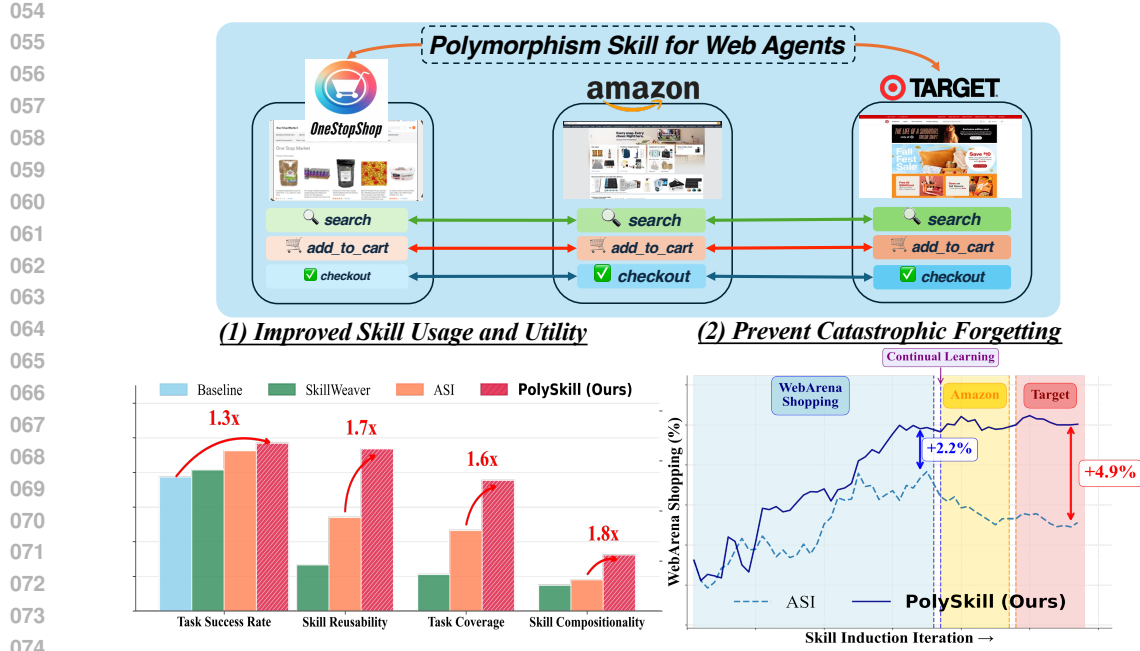 054
055
056
057
058
059
060
061
062
063
064
065
066
067
068
069
070
071
072
073
074
Polymorphism Skill for Web Agents
OneStopShop
amazon
TARGET
One Stop Market
search
search
search
add_to_cart
add_to_cart
add_to_cart
checkout
checkout
checkout
(1) Improved Skill Usage and Utility
(2) Prevent Catastrophic Forgetting
Baseline
SkillWeaver
ASI
PolySkill (Ours)
1.3x
1.7x
1.6x
1.8x
Task Success Rate
Skill Reusability
Task Coverage
Skill Compositionality
Continual Learning
WebArena
Shopping
Amazon
Target
WebArena Shopping (%)
+2.2%
+4.9%
ASI
PolySkill (Ours)
Skill Induction Iteration →